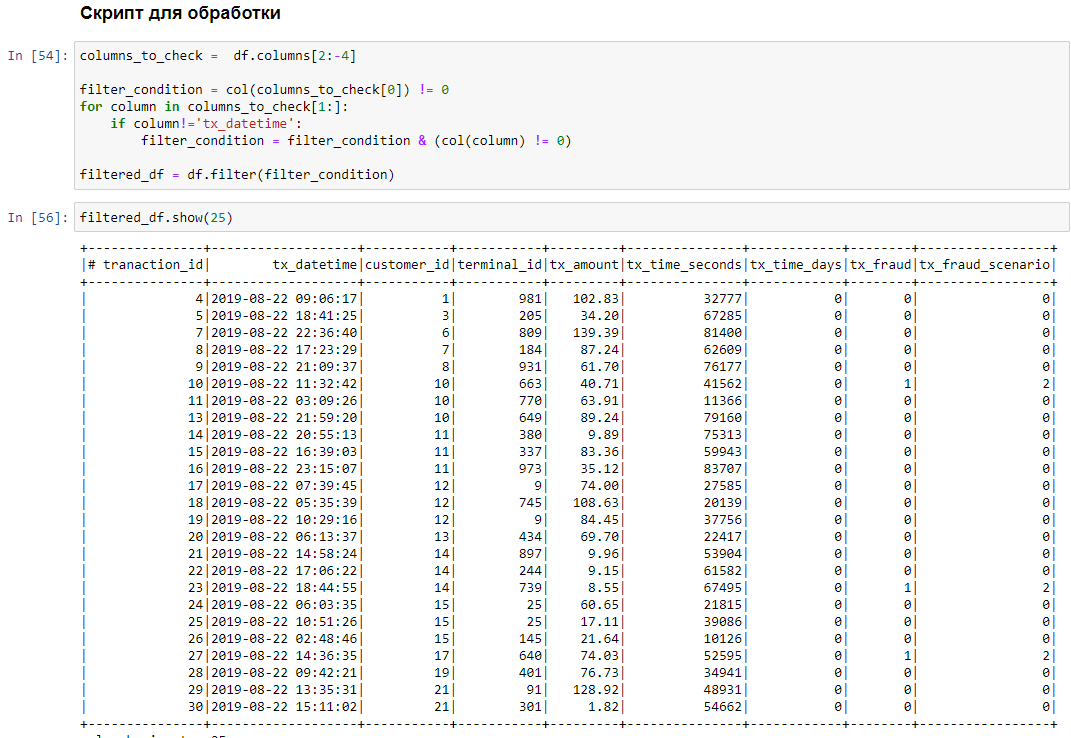 Скрипт для обработки
In [54]: columns_to_check =  df.columns[2:-4]
filter_condition = col(columns_to_check[0]) != 0
for column in columns_to_check[1:]:
    if column!='tx_datetime':
        filter_condition = filter_condition & (col(column) != 0)
filtered_df = df.filter(filter_condition)
In [56]: filtered_df.show(25)
+---------------+-------------------+-----------+-----------+---------+---------------+------------+--------+-----------------+
|# tranaction_id|        tx_datetime|customer_id|terminal_id|tx_amount|tx_time_seconds|tx_time_days|tx_fraud|tx_fraud_scenario|
+---------------+-------------------+-----------+-----------+---------+---------------+------------+--------+-----------------+
|              4|2019-08-22 09:06:17|          1|        981|   102.83|          32777|           0|       0|                0|
|              5|2019-08-22 18:41:25|          3|        205|    34.20|          67285|           0|       0|                0|
|              7|2019-08-22 22:36:40|          6|        809|   139.39|          81400|           0|       0|                0|
|              8|2019-08-22 17:23:29|          7|        184|    87.24|          62609|           0|       0|                0|
|              9|2019-08-22 21:09:37|          8|        931|    61.70|          76177|           0|       0|                0|
|             10|2019-08-22 11:32:42|         10|        663|    40.71|          41562|           0|       1|                2|
|             11|2019-08-22 03:09:26|         10|        770|    63.91|          11366|           0|       0|                0|
|             13|2019-08-22 21:59:20|         10|        649|    89.24|          79160|           0|       0|                0|
|             14|2019-08-22 20:55:13|         11|        380|     9.89|          75313|           0|       0|                0|
|             15|2019-08-22 16:39:03|         11|        337|    83.36|          59943|           0|       0|                0|
|             16|2019-08-22 23:15:07|         11|        973|    35.12|          83707|           0|       0|                0|
|             17|2019-08-22 07:39:45|         12|          9|    74.00|          27585|           0|       0|                0|
|             18|2019-08-22 05:35:39|         12|        745|   108.63|          20139|           0|       0|                0|
|             19|2019-08-22 10:29:16|         12|          9|    84.45|          37756|           0|       0|                0|
|             20|2019-08-22 06:13:37|         13|        434|    69.70|          22417|           0|       0|                0|
|             21|2019-08-22 14:58:24|         14|        897|     9.96|          53904|           0|       0|                0|
|             22|2019-08-22 17:06:22|         14|        244|     9.15|          61582|           0|       0|                0|
|             23|2019-08-22 18:44:55|         14|        739|     8.55|          67495|           0|       1|                2|
|             24|2019-08-22 06:03:35|         15|         25|    60.65|          21815|           0|       0|                0|
|             25|2019-08-22 10:51:26|         15|         25|    17.11|          39086|           0|       0|                0|
|             26|2019-08-22 02:48:46|         15|        145|    21.64|          10126|           0|       0|                0|
|             27|2019-08-22 14:36:35|         17|        640|    74.03|          52595|           0|       1|                2|
|             28|2019-08-22 09:42:21|         19|        401|    76.73|          34941|           0|       0|                0|
|             29|2019-08-22 13:35:31|         21|         91|   128.92|          48931|           0|       0|                0|
|             30|2019-08-22 15:11:02|         21|        301|     1.82|          54662|           0|       0|                0|
+---------------+-------------------+-----------+-----------+---------+---------------+------------+--------+-----------------+